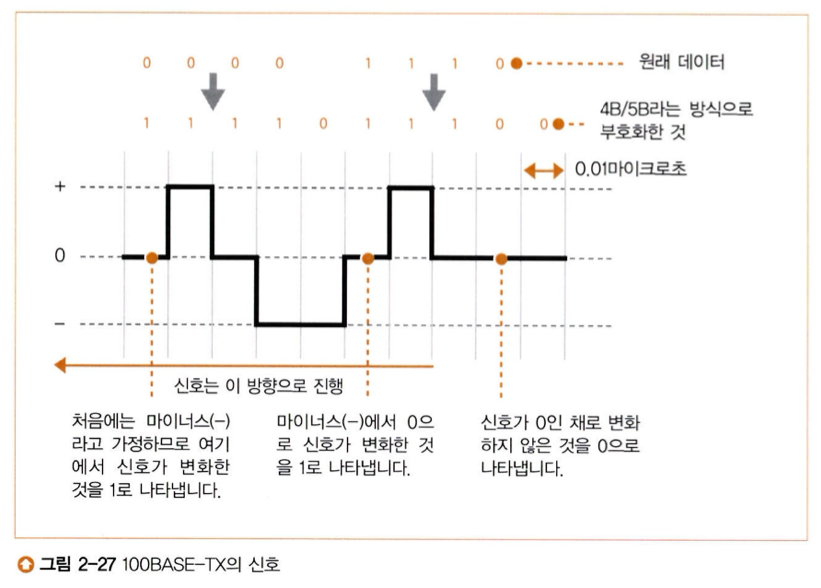 0 0 0 0 1 1 1 0 원래 데이터
1 1 1 1 0 1 1 1 0 0 4B/5B라는 방식으로
부호화한 것
0.01마이크로초
+
0
−
신호는 이 방향으로 진행
처음에는 마이너스(-)
라고 가정하므로 여기
에서 신호가 변화한
것을 1로 나타냅니다.
마이너스(-)에서 0으
로 신호가 변화한 것
을 1로 나타냅니다.
신호가 0인 채로 변화
하지 않은 것을 0으로
나타냅니다.
그림 2-27 100BASE-TX의 신호